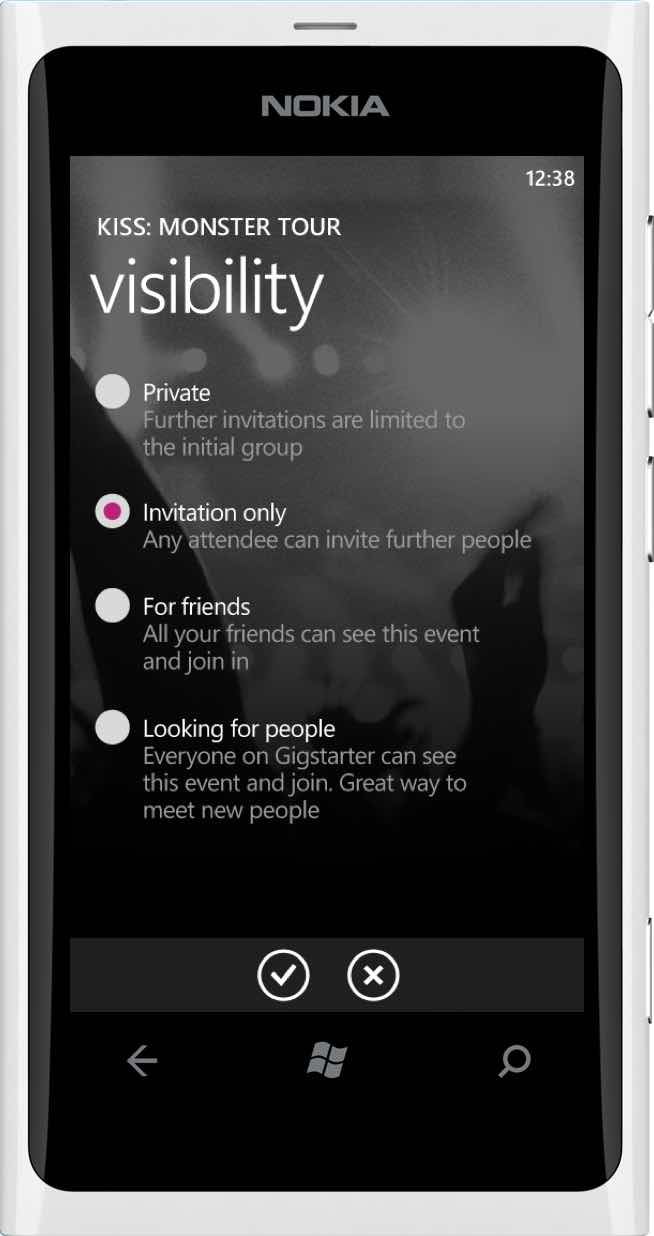 NOKIA
12:38
KISS: MONSTER TOUR
visibility
Private
Further invitations are limited to
the initial group
Invitation only
Any attendee can invite further people
For friends
All your friends can see this event
and join in
Looking for people
Everyone on Gigstarter can see
this event and join. Great way to
meet new people